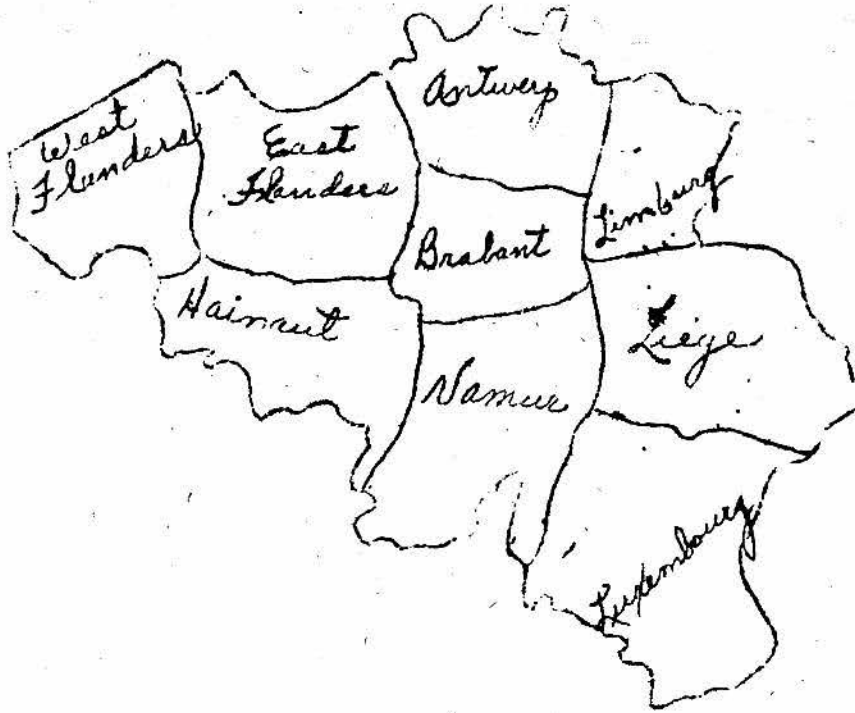 West
Flanders
East
Flanders
Antwerp
Limburg
Brabant
Hainaut
Liege
Namur
Luxembourg